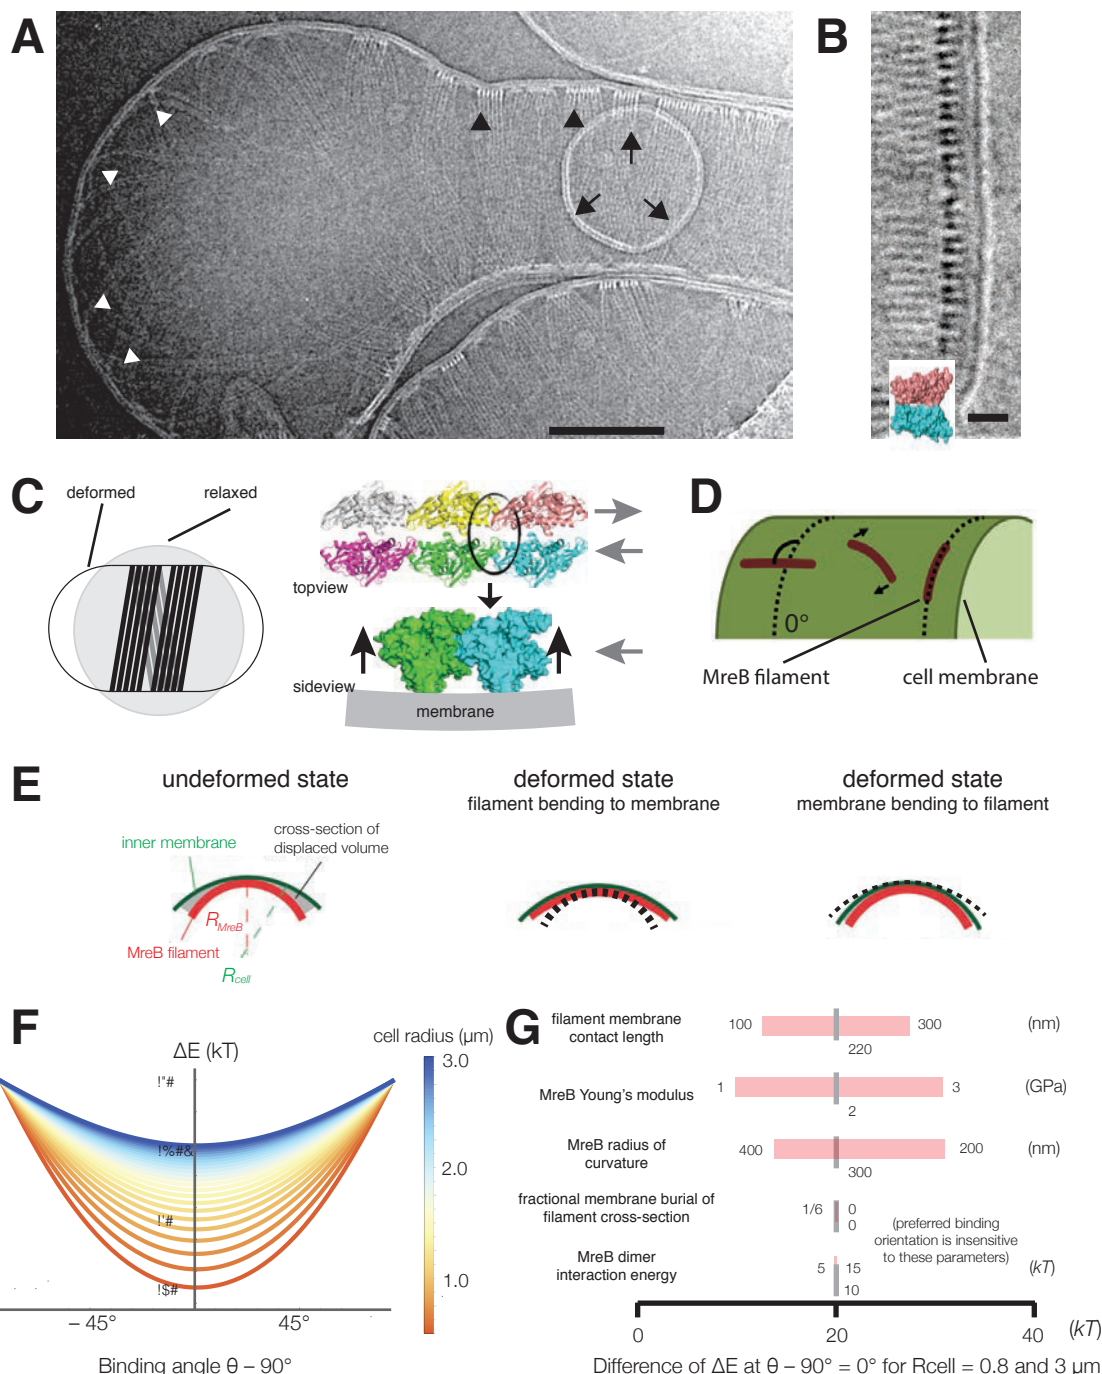 A
B
C
deformed
relaxed
topview
sideview
membrane
D
0°
MreB filament
cell membrane
E
undeformed state
deformed state
filament bending to membrane
deformed state
membrane bending to filament
inner membrane
cross-section of
displaced volume
RMreB
MreB filament
Rcell
F
ΔE (kT)
cell radius (μm)
3.0
2.0
1.0
!"#
!%#&
!'#
!$#
– 45°
45°
Binding angle θ – 90°
G
filament membrane
contact length
100
300
220
(nm)
MreB Young's modulus
1
3
2
(GPa)
MreB radius of
curvature
400
200
300
(nm)
fractional membrane burial of
filament cross-section
1/6
0
0
(preferred binding
orientation is insensitive
to these parameters)
MreB dimer
interaction energy
5
15
10
(kT)
0
20
40
(kT)
Difference of ΔE at θ – 90° = 0° for Rcell = 0.8 and 3 μm